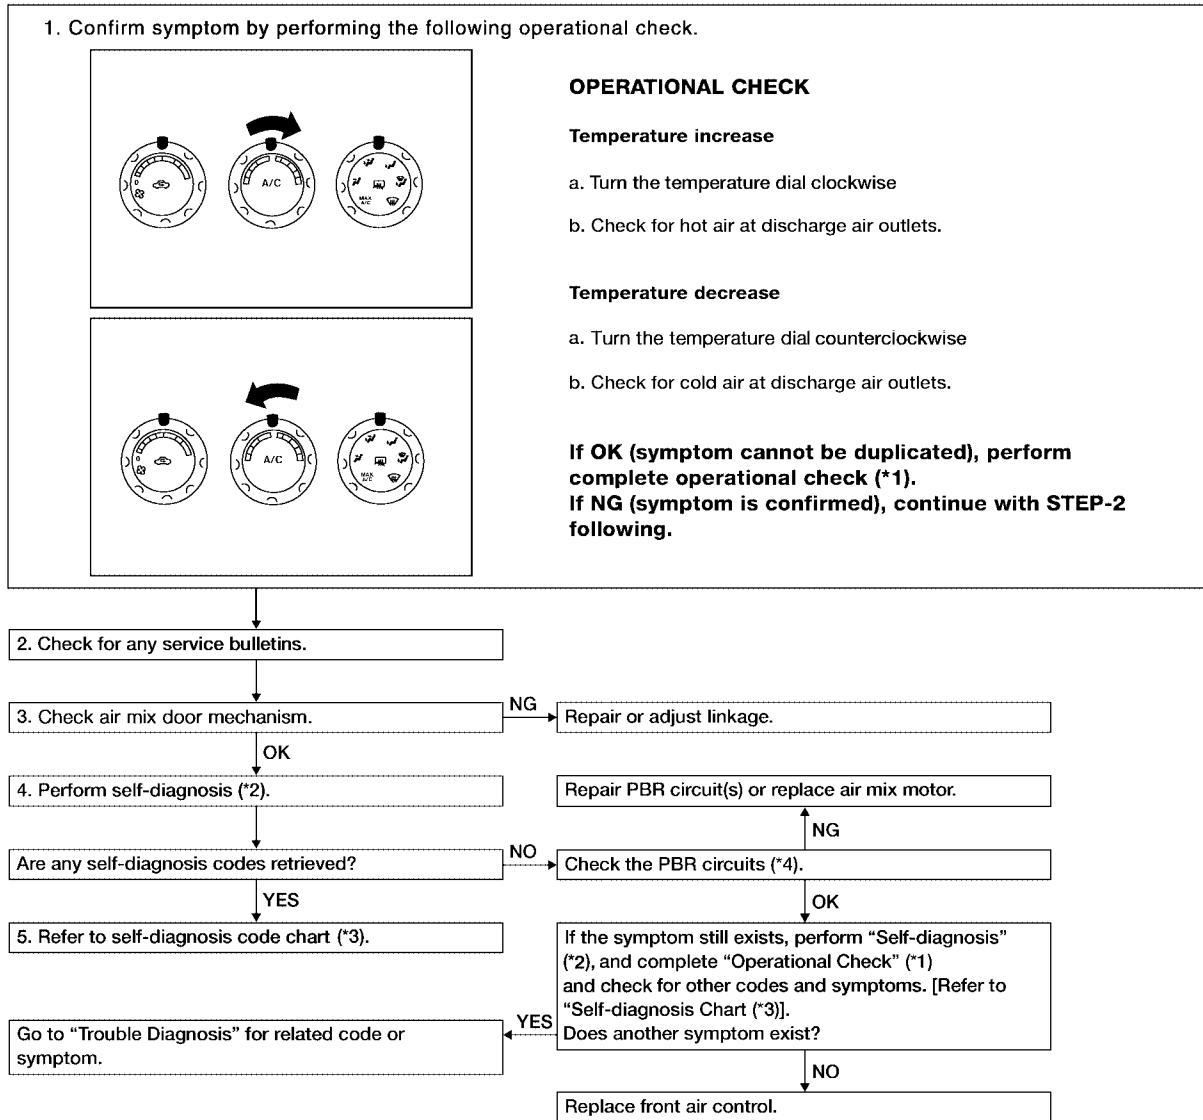 1. Confirm symptom by performing the following operational check.
A/C
MAX
A/C
A/C
MAX
A/C
OPERATIONAL CHECK
Temperature increase
a. Turn the temperature dial clockwise
b. Check for hot air at discharge air outlets.
Temperature decrease
a. Turn the temperature dial counterclockwise
b. Check for cold air at discharge air outlets.
If OK (symptom cannot be duplicated), perform
complete operational check (*1).
If NG (symptom is confirmed), continue with STEP-2
following.
2. Check for any service bulletins.
3. Check air mix door mechanism.
NG
Repair or adjust linkage.
OK
4. Perform self-diagnosis (*2).
Repair PBR circuit(s) or replace air mix motor.
NG
Are any self-diagnosis codes retrieved?
NO
Check the PBR circuits (*4).
YES
OK
5. Refer to self-diagnosis code chart (*3).
If the symptom still exists, perform “Self-diagnosis”
(*2), and complete “Operational Check” (*1)
and check for other codes and symptoms. [Refer to
“Self-diagnosis Chart (*3)].
Does another symptom exist?
YES
Go to “Trouble Diagnosis” for related code or
symptom.
NO
Replace front air control.